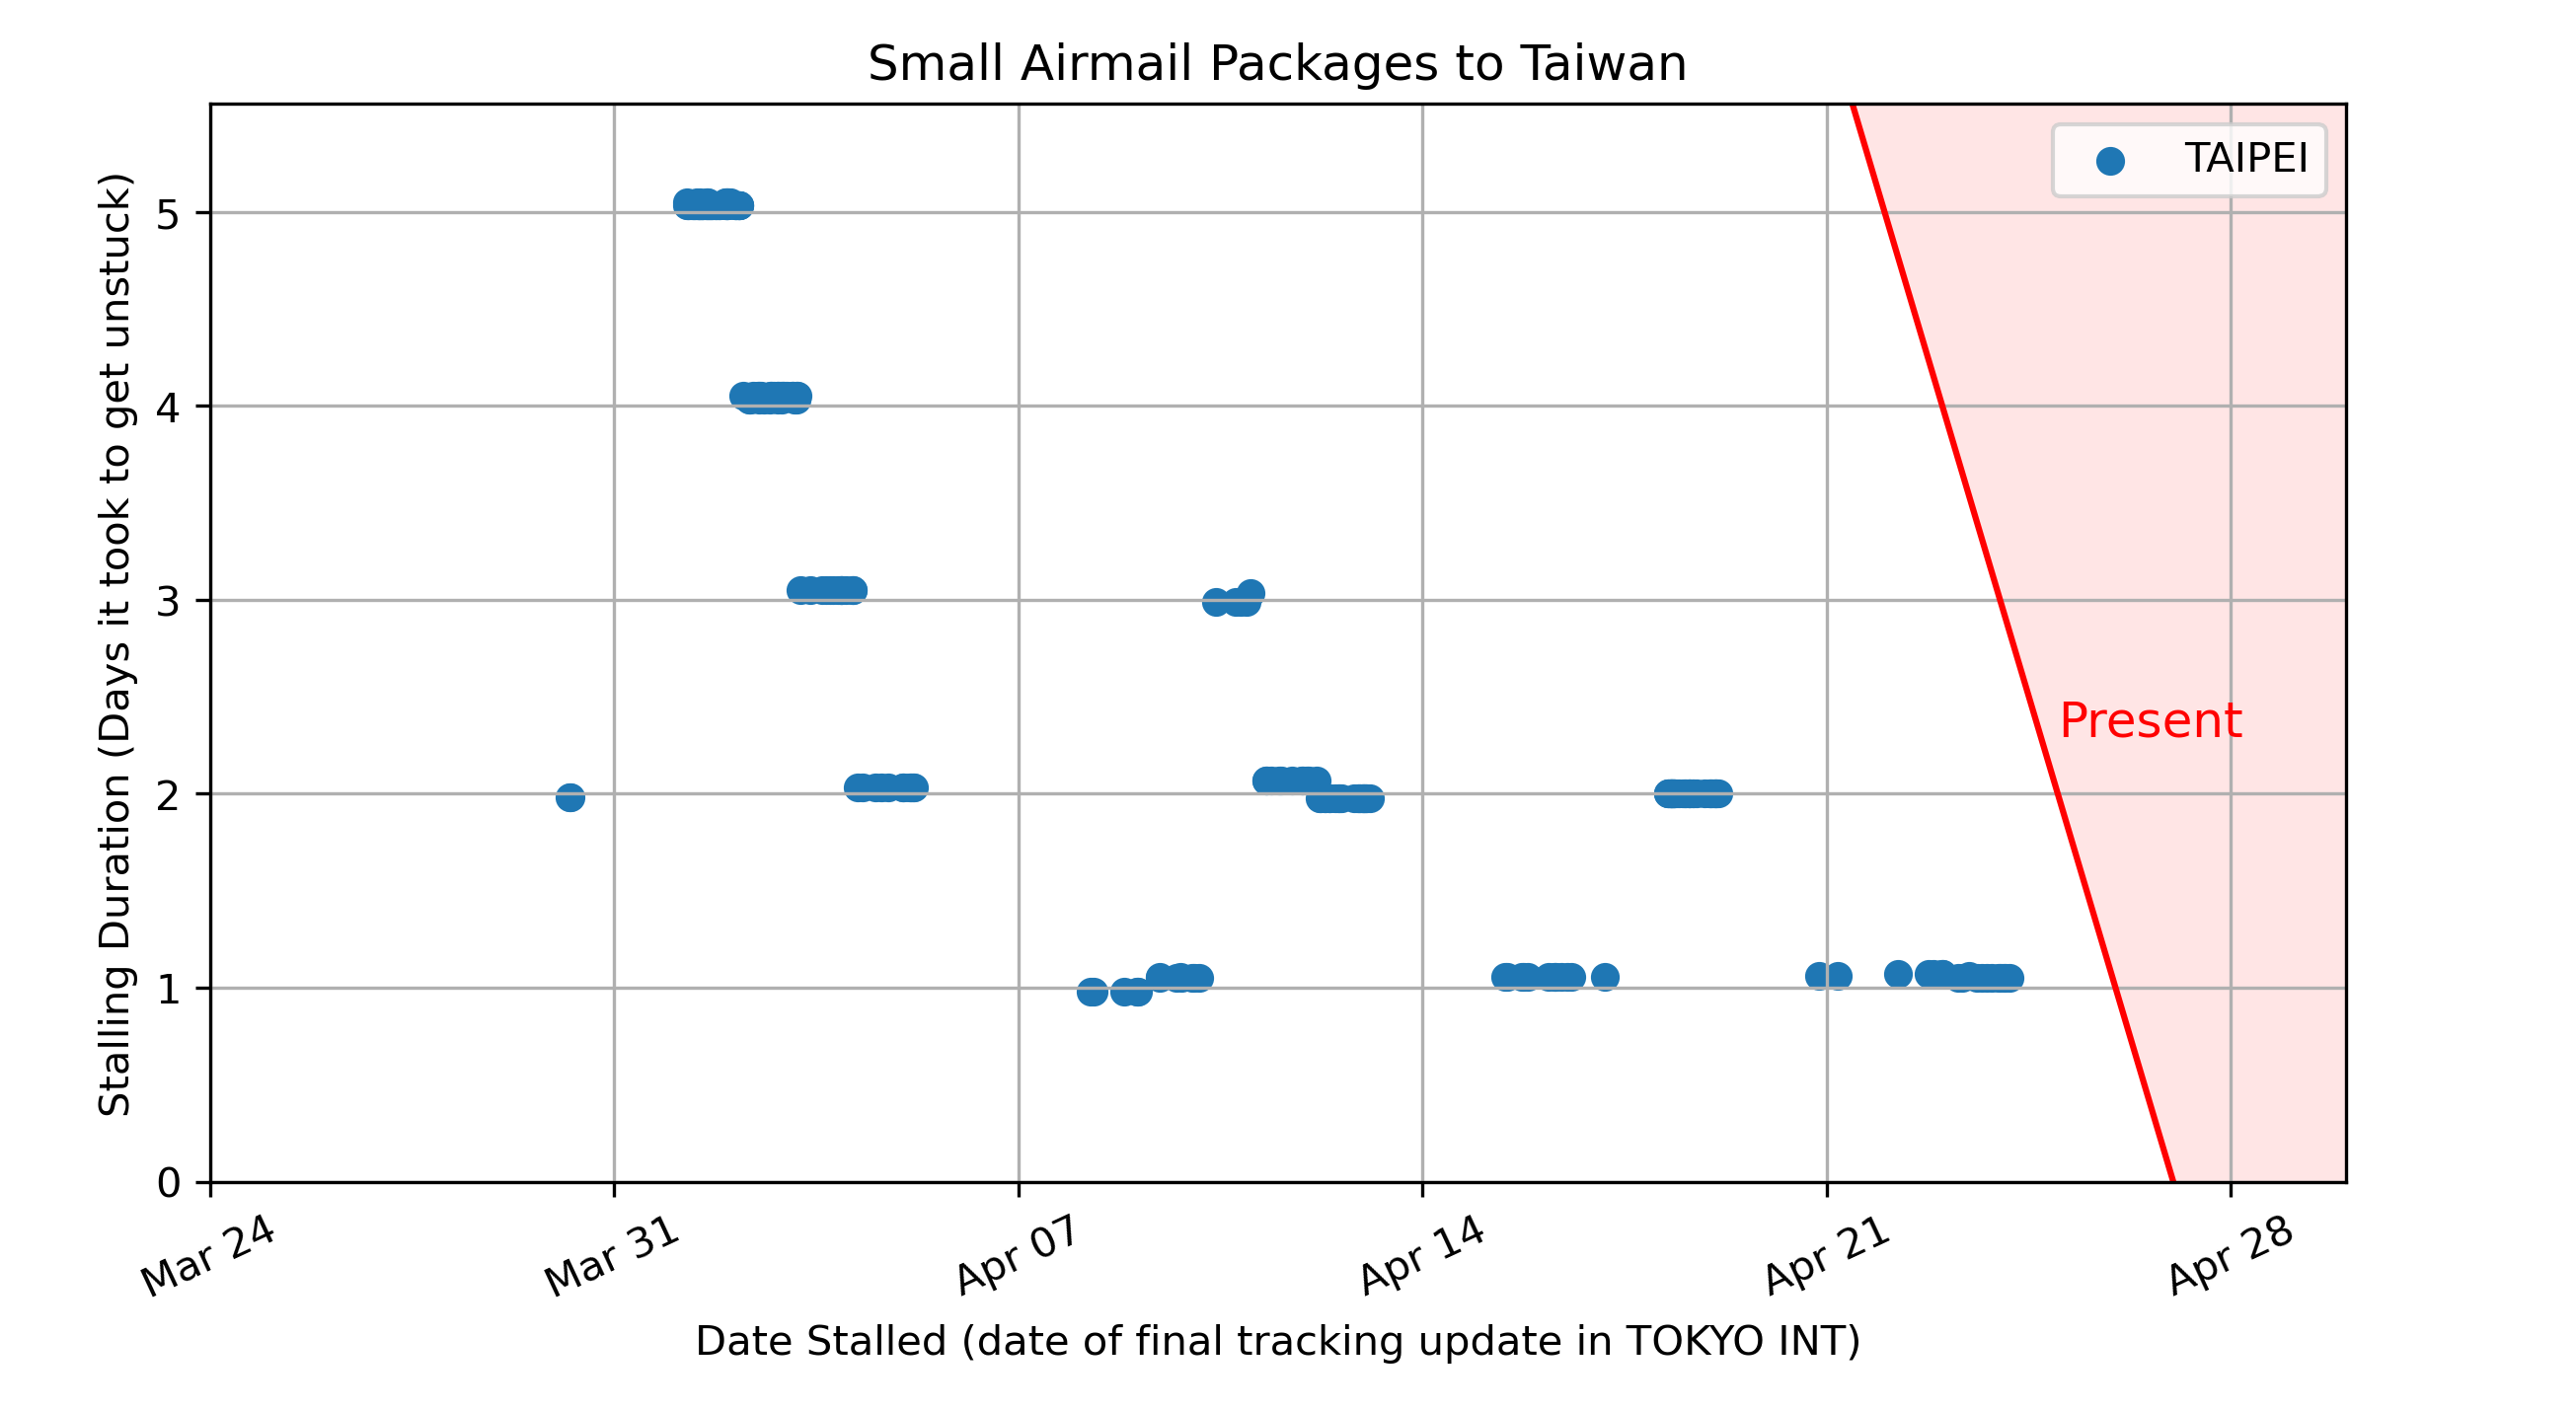 Small Airmail Packages to Taiwan
TAIPEI
Stalling Duration (Days it took to get unstuck)
5
4
3
2
1
0
Present
Mar 24
Mar 31
Apr 07
Apr 14
Apr 21
Apr 28
Date Stalled (date of final tracking update in TOKYO INT)